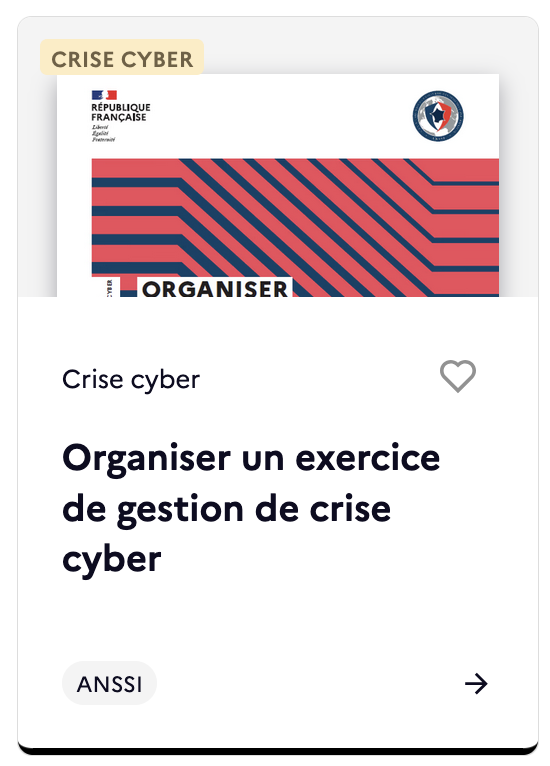 CRISE CYBER
RÉPUBLIQUE
FRANÇAISE
Liberté
Égalité
Fraternité
ORGANISER
Crise cyber
Organiser un exercice
de gestion de crise
cyber
ANSSI